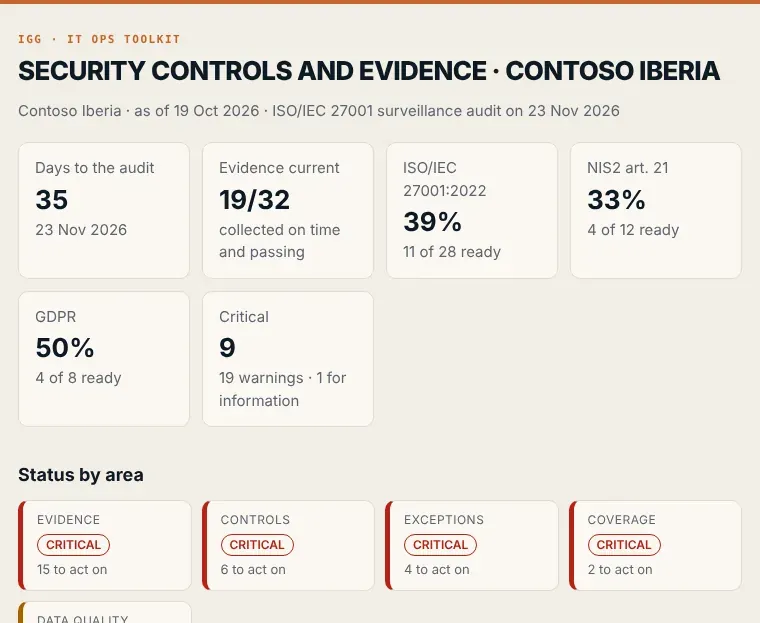 IGG · IT OPS TOOLKIT
SECURITY CONTROLS AND EVIDENCE · CONTOSO IBERIA
Contoso Iberia · as of 19 Oct 2026 · ISO/IEC 27001 surveillance audit on 23 Nov 2026
Days to the audit
35
23 Nov 2026
Evidence current
19/32
collected on time
and passing
ISO/IEC
27001:2022
39%
11 of 28 ready
NIS2 art. 21
33%
4 of 12 ready
GDPR
50%
4 of 8 ready
Critical
9
19 warnings · 1 for
information
Status by area
EVIDENCE
CRITICAL
15 to act on
CONTROLS
CRITICAL
6 to act on
EXCEPTIONS
CRITICAL
4 to act on
COVERAGE
CRITICAL
2 to act on
DATA QUALITY